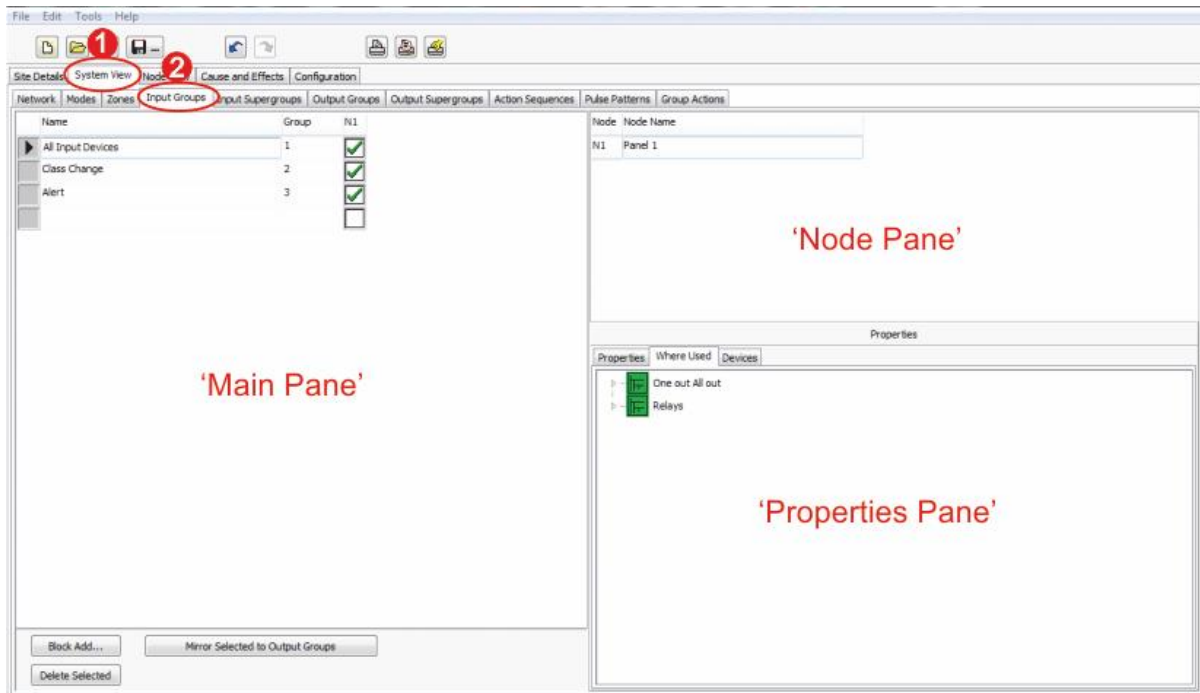 File Edit Tools Help
1
Site Details System View Node Cause and Effects Configuration
2
Network Modes Zones Input Groups Input Supergroups Output Groups Output Supergroups Action Sequences Pulse Patterns Group Actions
Name Group N1
All Input Devices 1
Class Change 2
Alert 3
Node Node Name
N1 Panel 1
‘Node Pane’
Properties
Properties Where Used Devices
One out All out
Relays
‘Main Pane’
‘Properties Pane’
Block Add... Mirror Selected to Output Groups
Delete Selected